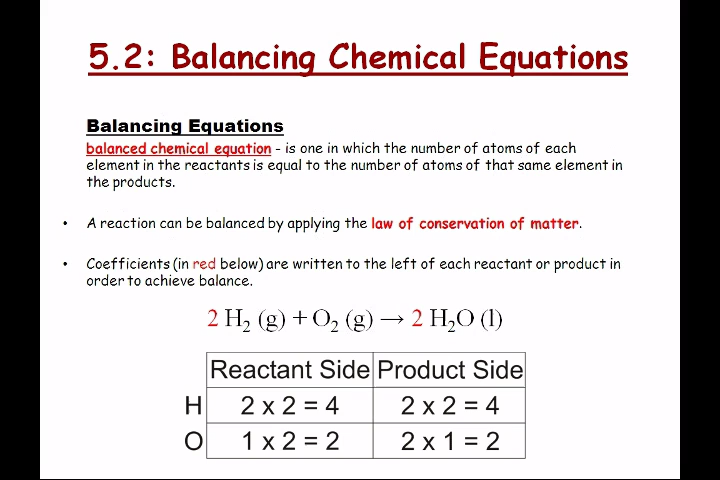 5.2: Balancing Chemical Equations
Balancing Equations
balanced chemical equation - is one in which the number of atoms of each
element in the reactants is equal to the number of atoms of that same element in
the products.
• A reaction can be balanced by applying the law of conservation of matter.
• Coefficients (in red below) are written to the left of each reactant or product in
order to achieve balance.
2 H₂ (g) + O₂ (g) → 2 H₂O (l)
Reactant Side Product Side
H 2 x 2 = 4 2 x 2 = 4
O 1 x 2 = 2 2 x 1 = 2